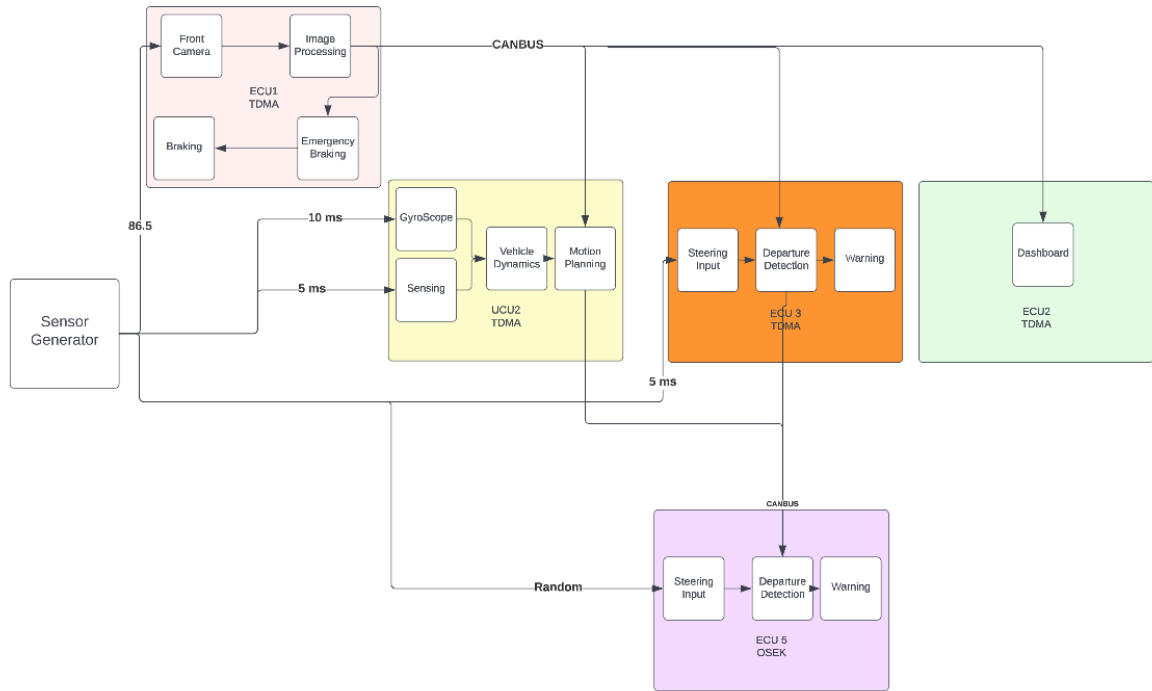 Front
Camera
Image
Processing
CANBUS
ECU1
TDMA
Braking
Emergency
Braking
86.5
10 ms
GyroScope
Vehicle
Dynamics
Motion
Planning
5 ms
Sensing
UCU2
TDMA
Steering
Input
Departure
Detection
Warning
ECU 3
TDMA
Dashboard
ECU2
TDMA
Sensor
Generator
5 ms
CANBUS
Random
Steering
Input
Departure
Detection
Warning
ECU 5
OSEK